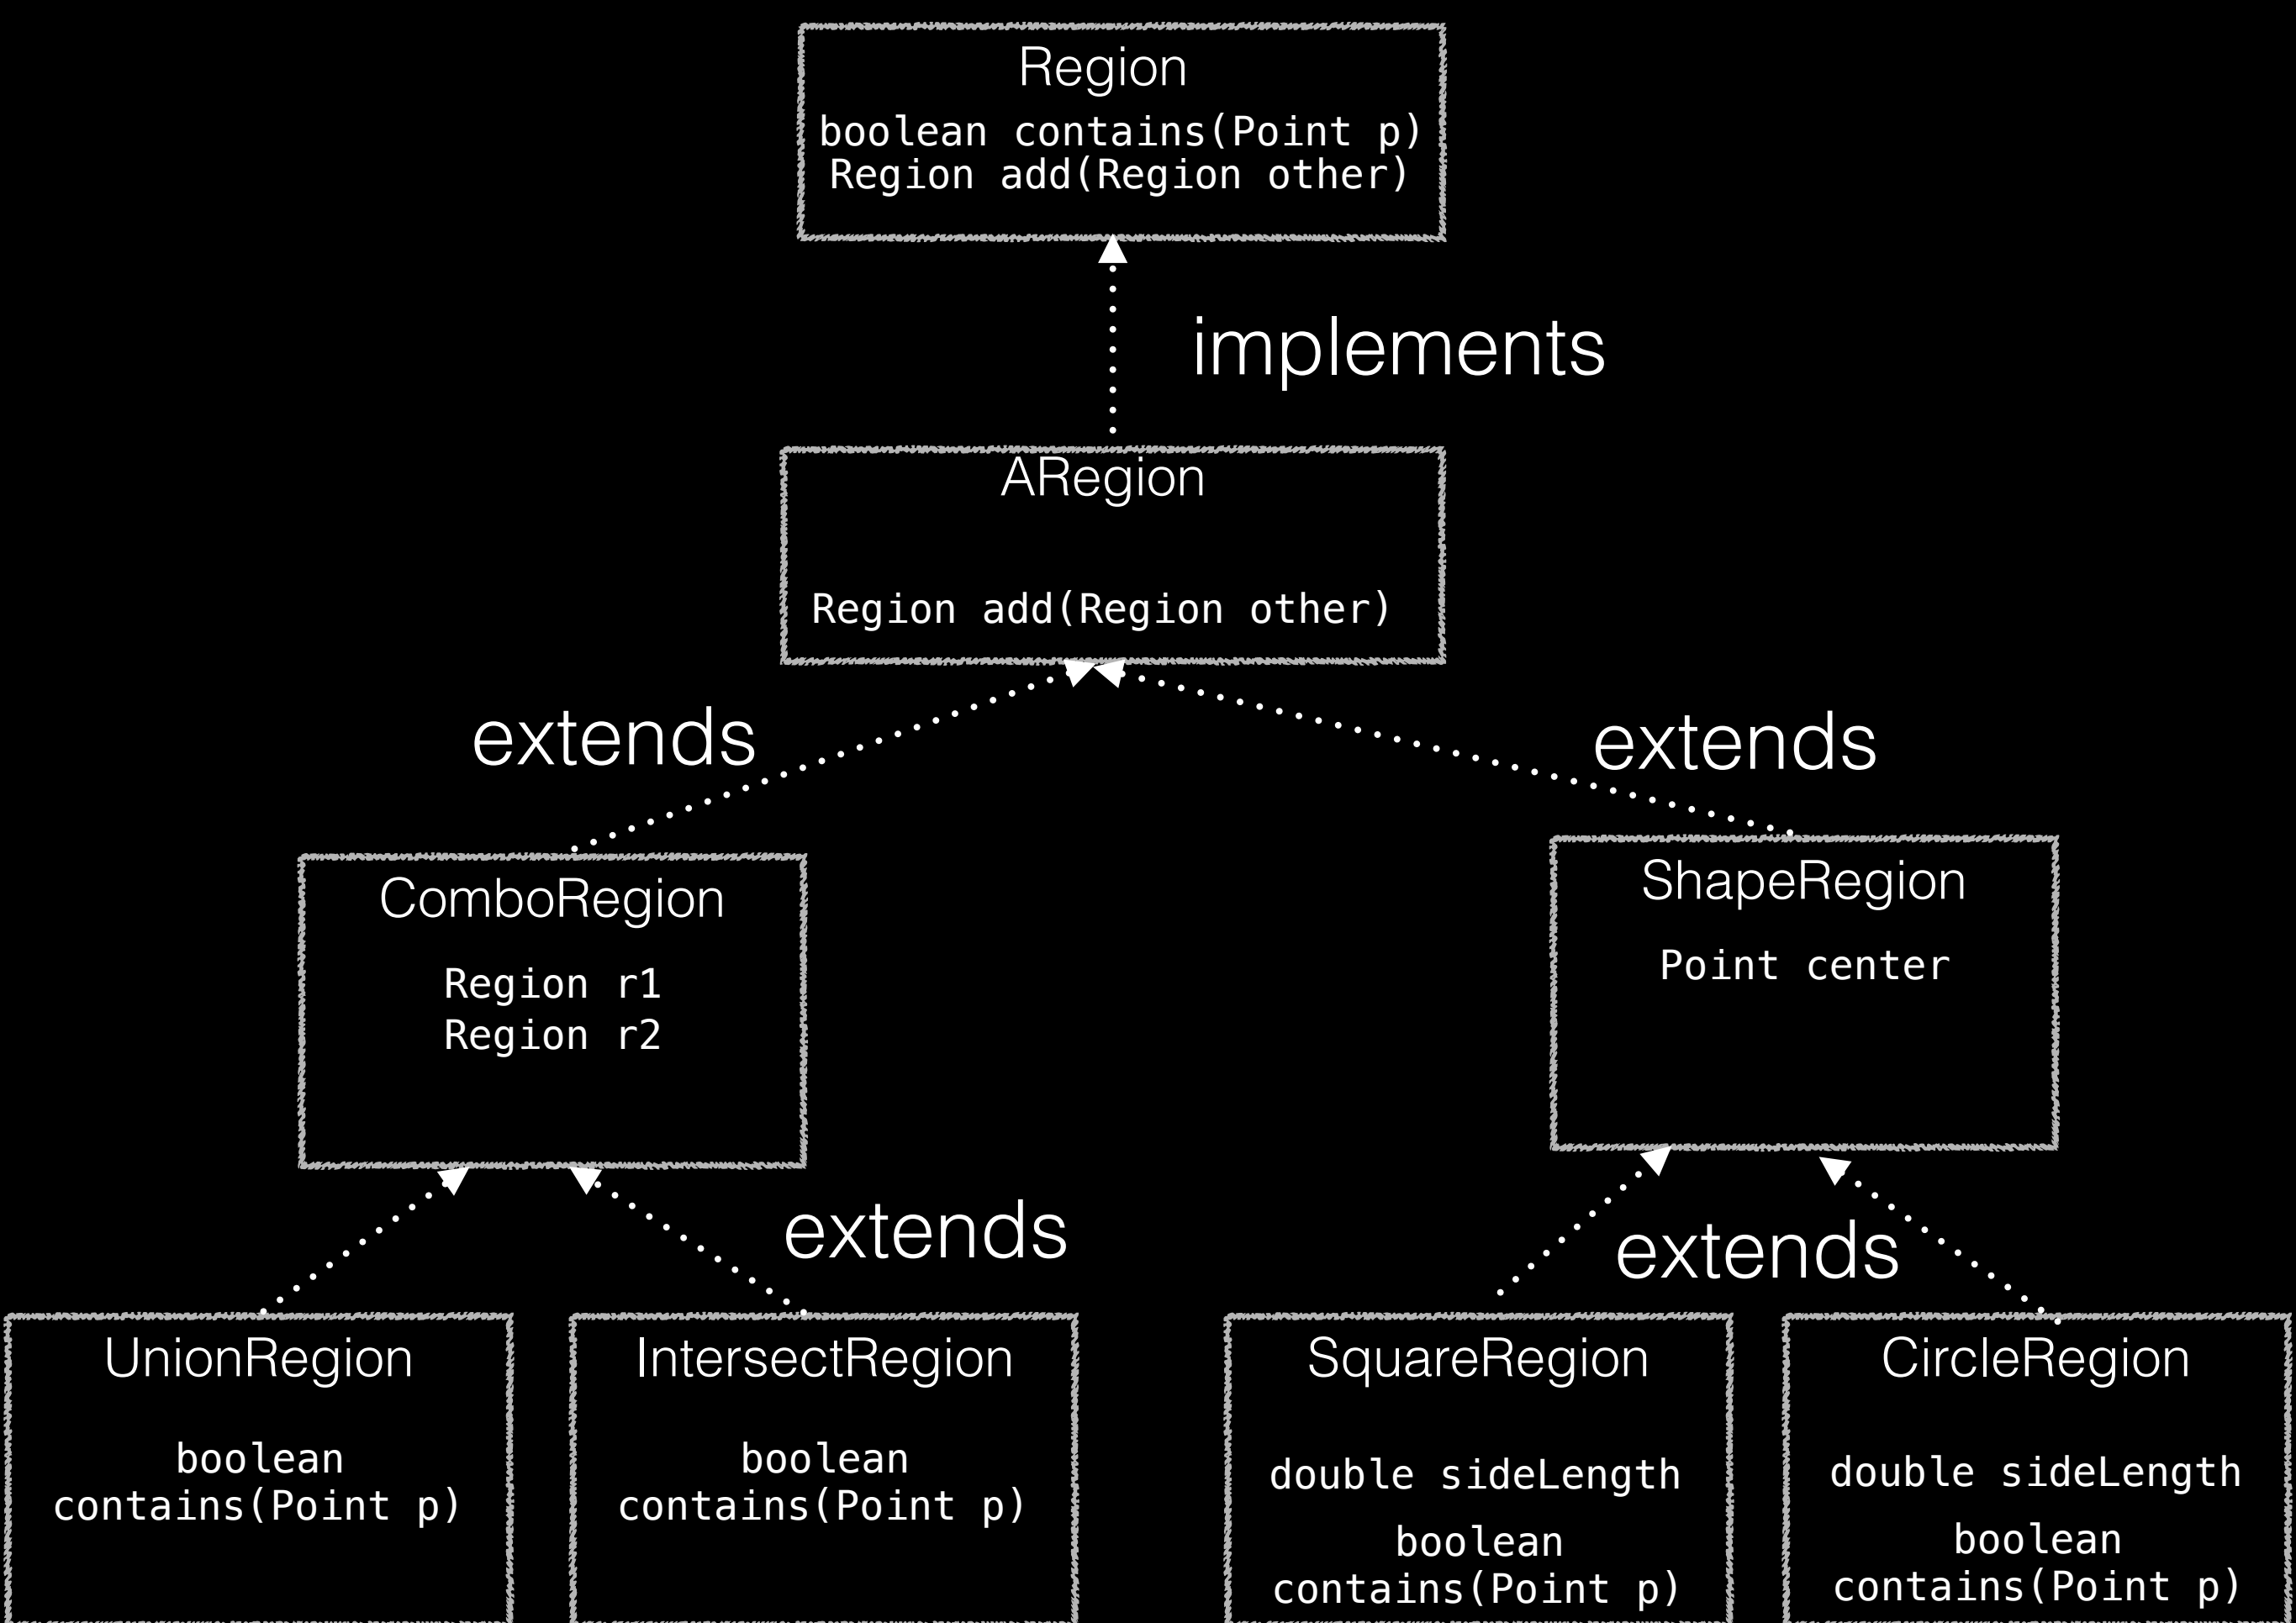 Region
boolean contains(Point p)
Region add(Region other)
implements
ARegion
Region add(Region other)
extends
extends
ComboRegion
Region r1
Region r2
ShapeRegion
Point center
extends
extends
UnionRegion
boolean
contains(Point p)
IntersectRegion
boolean
contains(Point p)
SquareRegion
double sideLength
boolean
contains(Point p)
CircleRegion
double sideLength
boolean
contains(Point p)